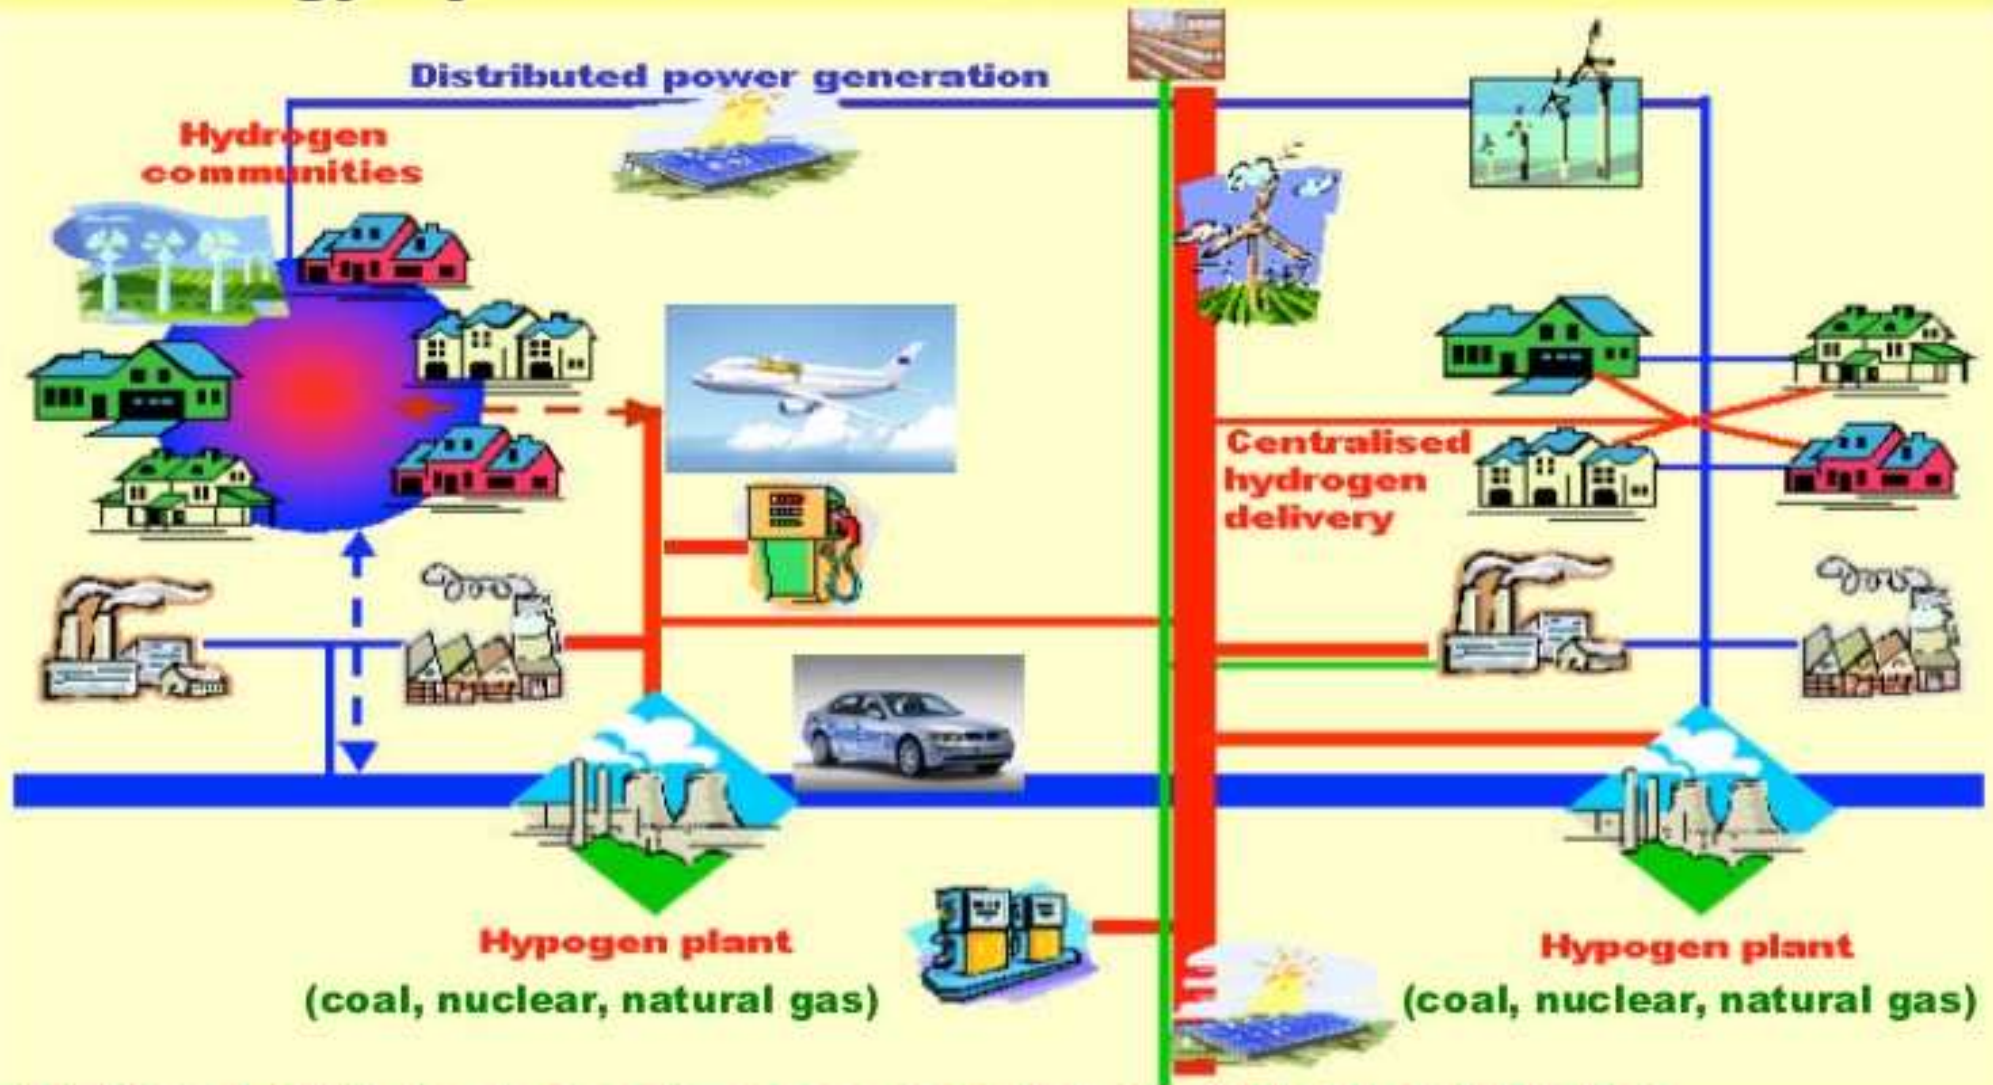 Distributed power generation
Hydrogen
communities
Centralised
hydrogen
delivery
Hypogen plant
(coal, nuclear, natural gas)
Hypogen plant
(coal, nuclear, natural gas)